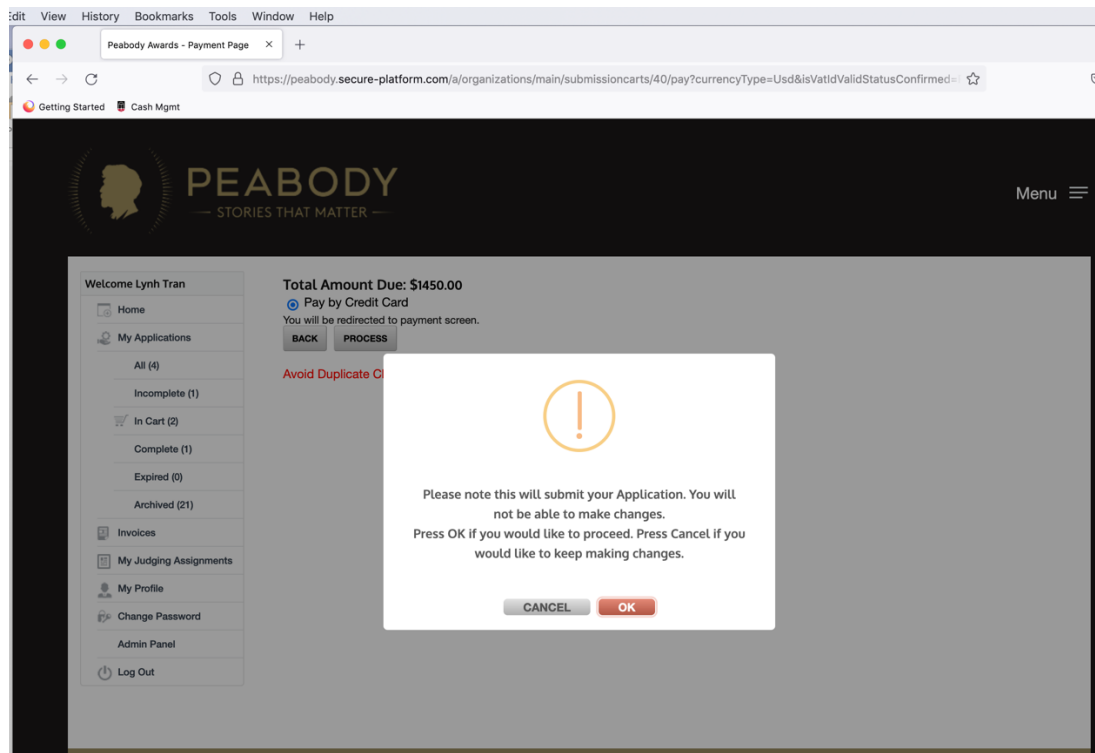 Edit View History Bookmarks Tools Window Help
Peabody Awards - Payment Page
https://peabody.secure-platform.com/a/organizations/main/submissioncarts/40/pay?currencyType=Usd&isVatIdValidStatusConfirmed=
Getting Started Cash Mgmt
PEABODY
STORIES THAT MATTER
Menu
Welcome Lynh Tran
Home
My Applications
All (4)
Incomplete (1)
In Cart (2)
Complete (1)
Expired (0)
Archived (21)
Invoices
My Judging Assignments
My Profile
Change Password
Admin Panel
Log Out
Total Amount Due: $1450.00
Pay by Credit Card
You will be redirected to payment screen.
BACK PROCESS
Avoid Duplicate
Please note this will submit your Application. You will
not be able to make changes.
Press OK if you would like to proceed. Press Cancel if you
would like to keep making changes.
CANCEL OK